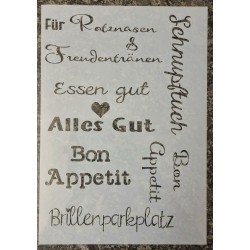 Für Rotznasen
&
Freudentränen
Schnupftuch
Essen gut
Alles Gut
Bon
Appetit
Bon
Appetit
Brillenparkplatz